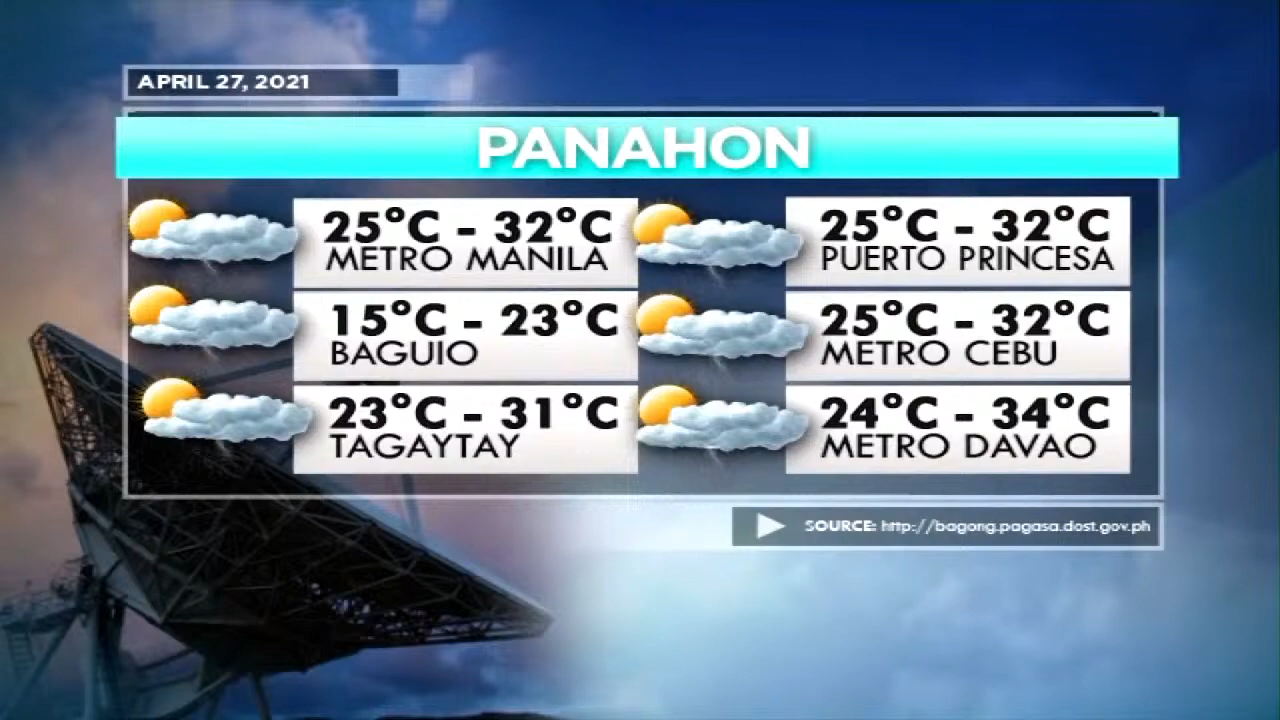 APRIL 27, 2021
PANAHON
25°C - 32°C
METRO MANILA
15°C - 23°C
BAGUIO
23°C - 31°C
TAGAYTAY
25°C - 32°C
PUERTO PRINCESA
25°C - 32°C
METRO CEBU
24°C - 34°C
METRO DAVAO
SOURCE: http://bagong.pagasa.dost.gov.ph